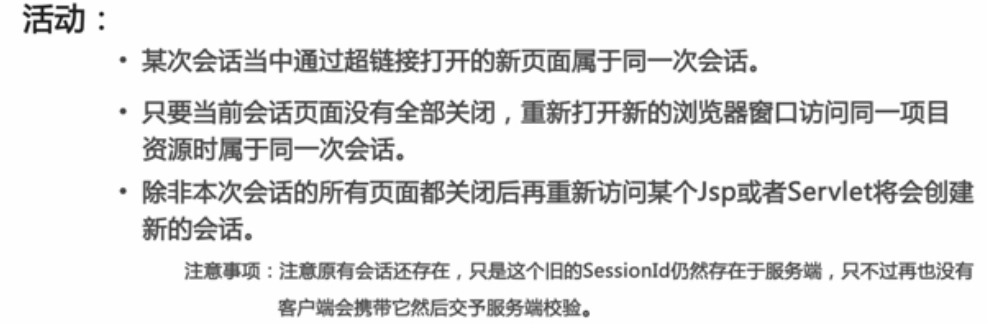 活动：
• 某次会话当中通过超链接打开的新页面属于同一次会话。
• 只要当前会话页面没有全部关闭，重新打开新的浏览器窗口访问同一项目
资源时属于同一次会话。
• 除非本次会话的所有页面都关闭后再重新访问某个Jsp或者Servlet将会创建
新的会话。
注意事项：注意原有会话还存在，只是这个旧的SessionId仍然存在于服务端，只不过再也没有
客户端会携带它然后交予服务端校验。